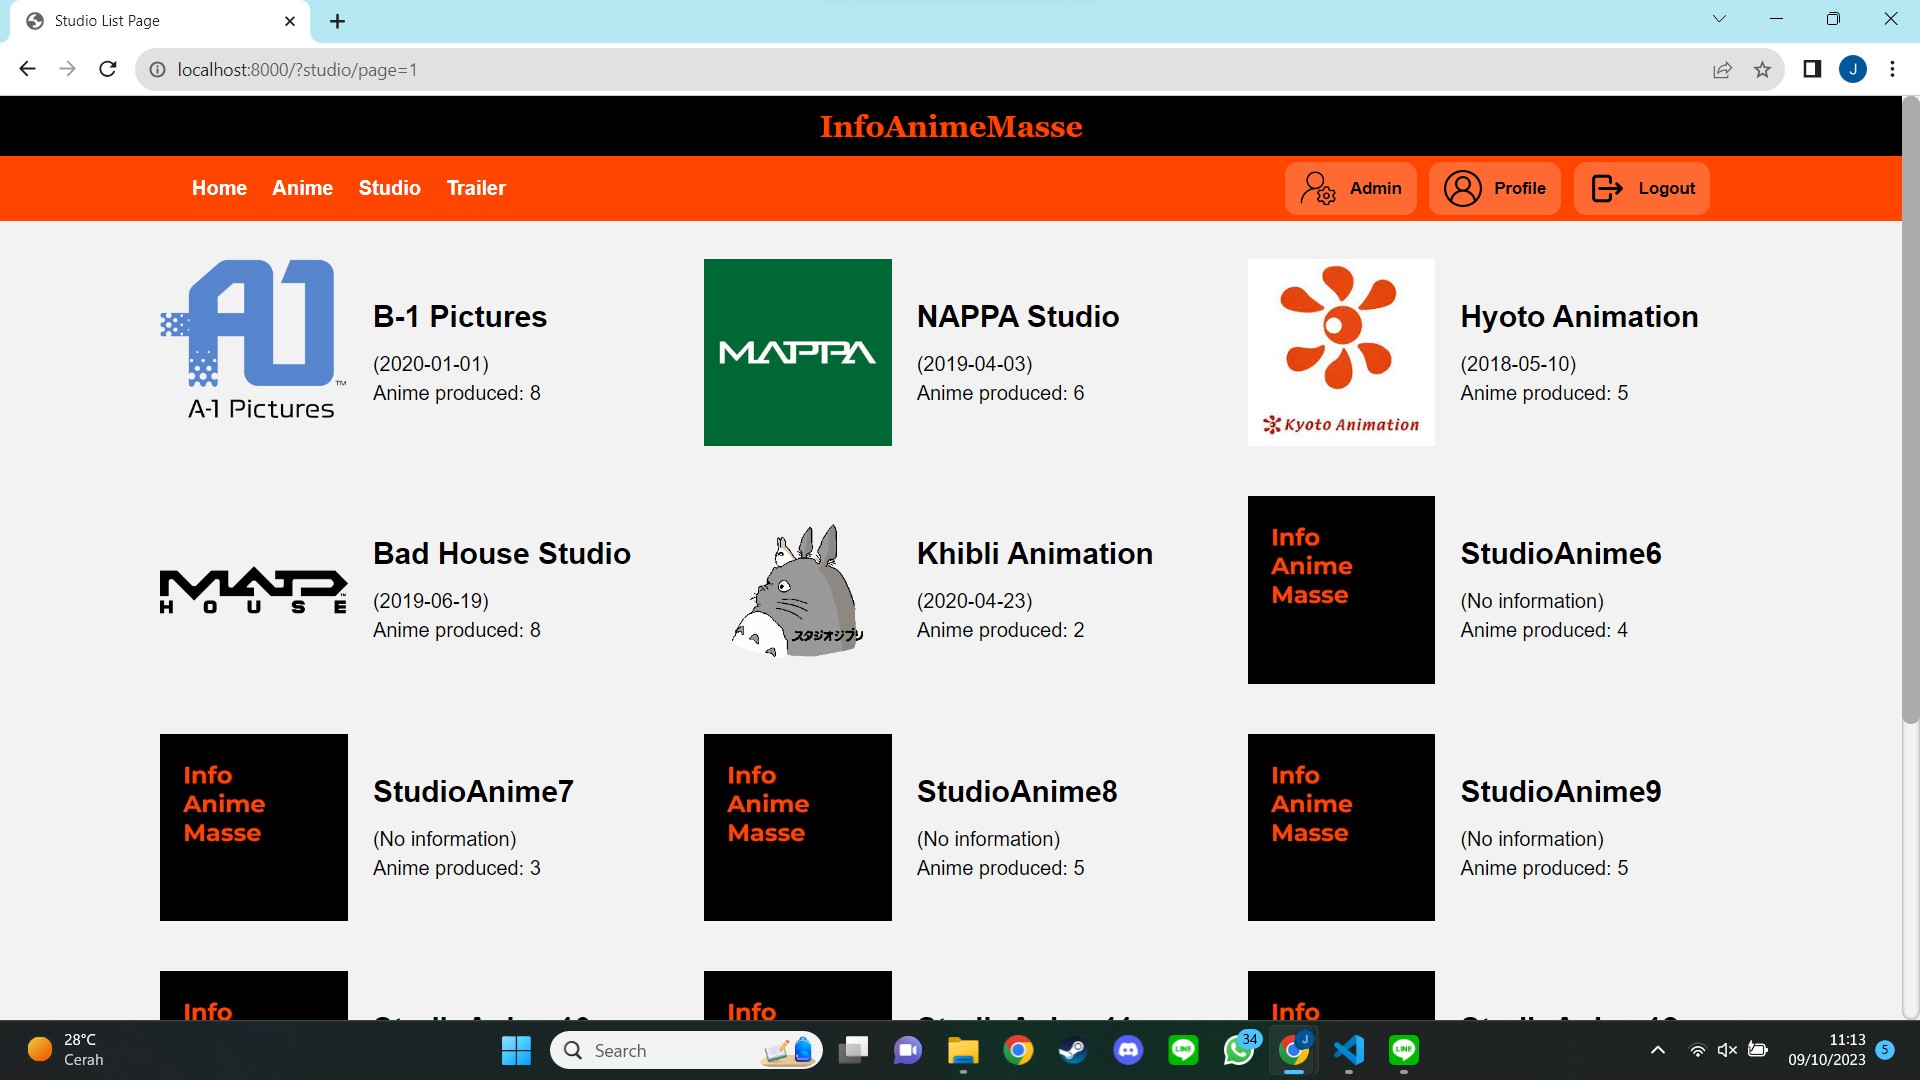 Studio List Page
localhost:8000/?studio/page=1
J
InfoAnimeMasse
Home Anime Studio Trailer
Admin Profile Logout
A-1 Pictures
TM
B-1 Pictures
(2020-01-01)
Anime produced: 8
MAPPA
NAPPA Studio
(2019-04-03)
Anime produced: 6
Kyoto Animation
Hyoto Animation
(2018-05-10)
Anime produced: 5
MAD
HOUSE
Bad House Studio
(2019-06-19)
Anime produced: 8
スタジオジブリ
Khibli Animation
(2020-04-23)
Anime produced: 2
Info
Anime
Masse
StudioAnime6
(No information)
Anime produced: 4
Info
Anime
Masse
StudioAnime7
(No information)
Anime produced: 3
Info
Anime
Masse
StudioAnime8
(No information)
Anime produced: 5
Info
Anime
Masse
StudioAnime9
(No information)
Anime produced: 5
Info
Info
Info
28°C
Cerah
Search
LINE
34
J
LINE
11:13
09/10/2023
5